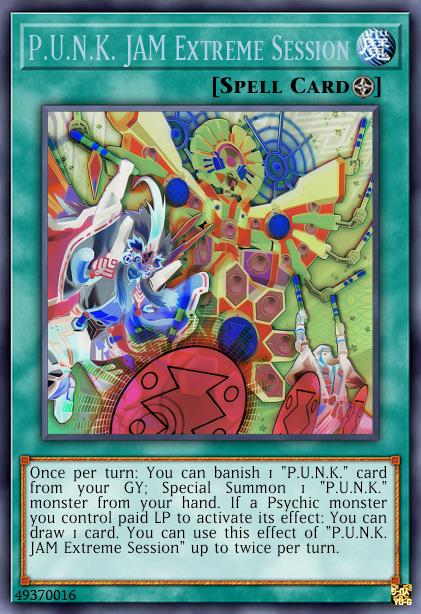 P.U.N.K. JAM Extreme Session
魔
[Spell Card]
Once per turn: You can banish 1 "P.U.N.K." card
from your GY; Special Summon 1 "P.U.N.K."
monster from your hand. If a Psychic monster
you control paid LP to activate its effect: You can
draw 1 card. You can use this effect of "P.U.N.K.
JAM Extreme Session" up to twice per turn.
49370016